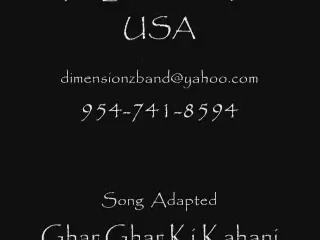 USA
dimensionzband@yahoo.com
954-741-8594
Song Adapted
Ghar Ghar Ki Kahani